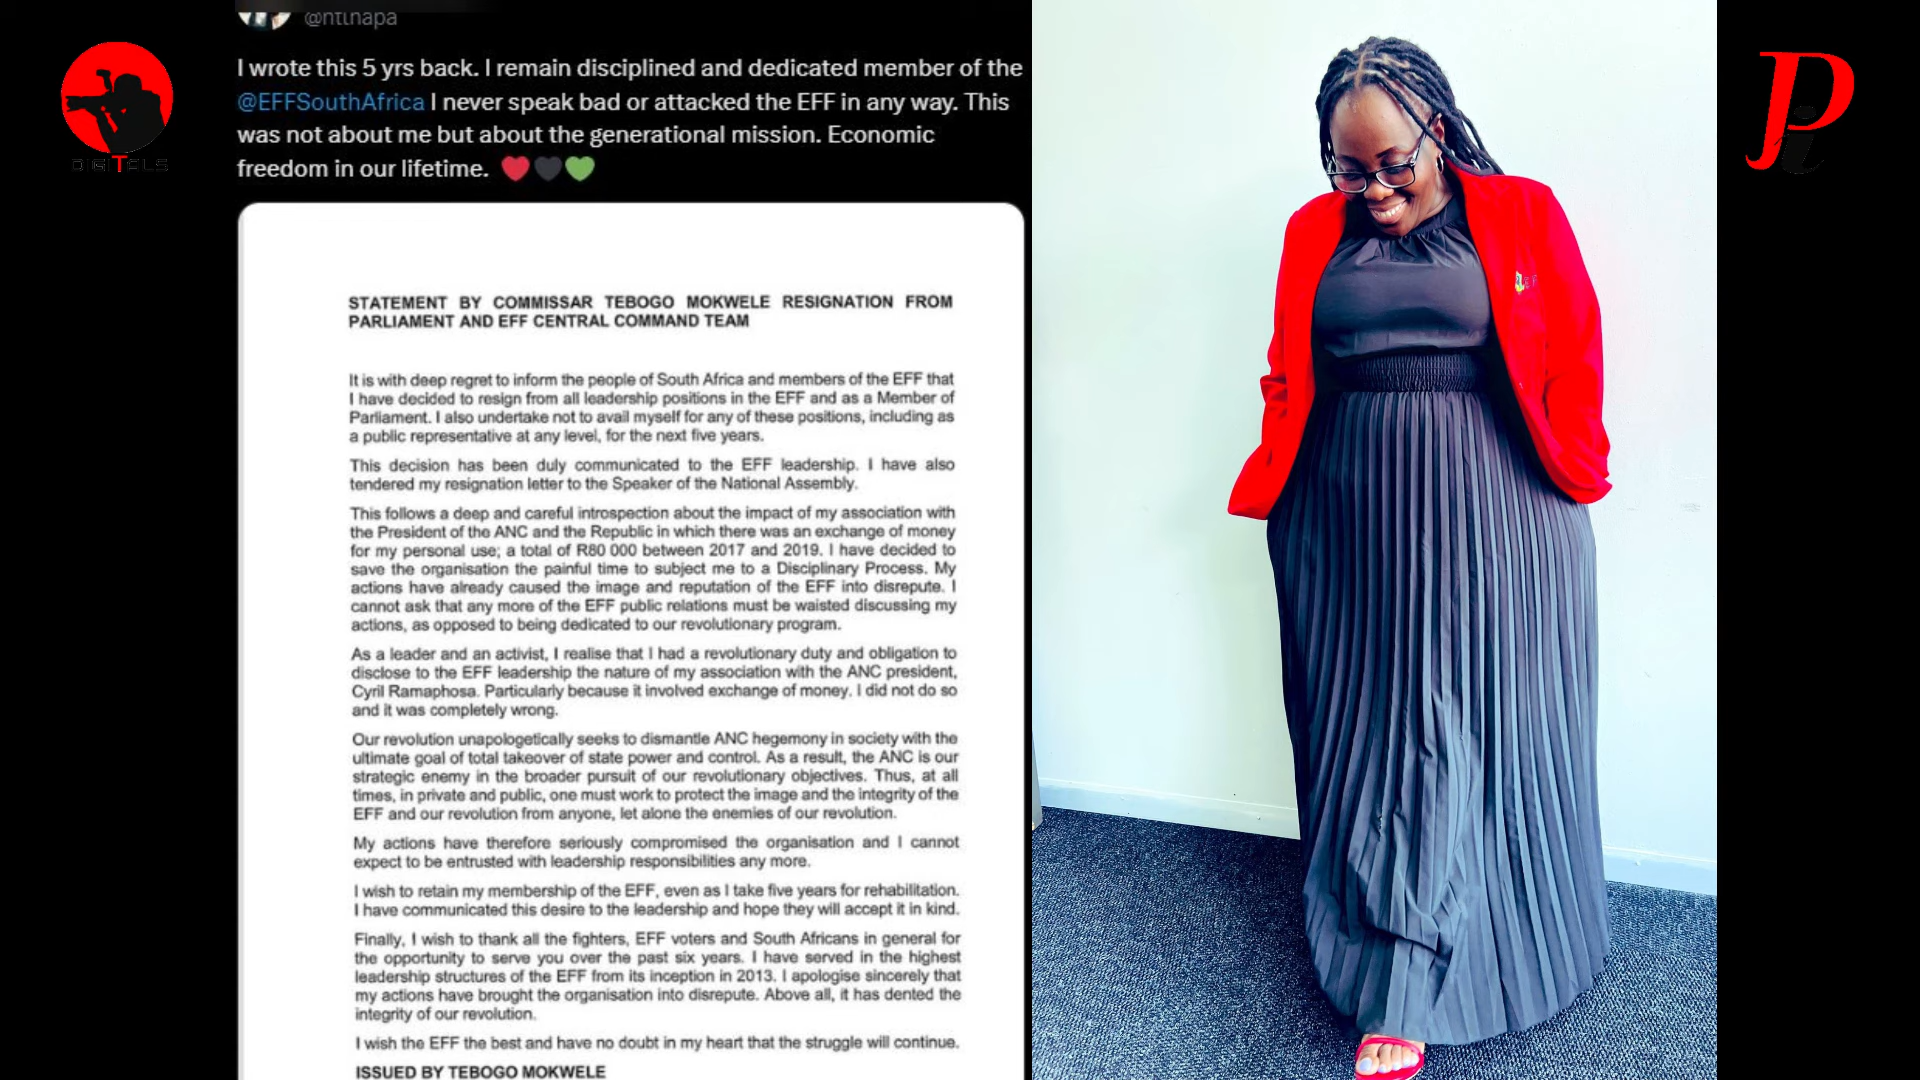 @ntlhapa
I wrote this 5 yrs back. I remain disciplined and dedicated member of the
@EFFSouthAfrica I never speak bad or attacked the EFF in any way. This
was not about me but about the generational mission. Economic
freedom in our lifetime. ❤️🖤💚
DIGITELS
STATEMENT BY COMMISSAR TEBOGO MOKWELE RESIGNATION FROM
PARLIAMENT AND EFF CENTRAL COMMAND TEAM
It is with deep regret to inform the people of South Africa and members of the EFF that
I have decided to resign from all leadership positions in the EFF and as a Member of
Parliament. I also undertake not to avail myself for any of these positions, including as
a public representative at any level, for the next five years.
This decision has been duly communicated to the EFF leadership. I have also
tendered my resignation letter to the Speaker of the National Assembly.
This follows a deep and careful introspection about the impact of my association with
the President of the ANC and the Republic in which there was an exchange of money
for my personal use; a total of R80 000 between 2017 and 2019. I have decided to
save the organisation the painful time to subject me to a Disciplinary Process. My
actions have already caused the image and reputation of the EFF into disrepute. I
cannot ask that any more of the EFF public relations must be waisted discussing my
actions, as opposed to being dedicated to our revolutionary program.
As a leader and an activist, I realise that I had a revolutionary duty and obligation to
disclose to the EFF leadership the nature of my association with the ANC president,
Cyril Ramaphosa. Particularly because it involved exchange of money. I did not do so
and it was completely wrong.
Our revolution unapologetically seeks to dismantle ANC hegemony in society with the
ultimate goal of total takeover of state power and control. As a result, the ANC is our
strategic enemy in the broader pursuit of our revolutionary objectives. Thus, at all
times, in private and public, one must work to protect the image and the integrity of the
EFF and our revolution from anyone, let alone the enemies of our revolution.
My actions have therefore seriously compromised the organisation and I cannot
expect to be entrusted with leadership responsibilities any more.
I wish to retain my membership of the EFF, even as I take five years for rehabilitation.
I have communicated this desire to the leadership and hope they will accept it in kind.
Finally, I wish to thank all the fighters, EFF voters and South Africans in general for
the opportunity to serve you over the past six years. I have served in the highest
leadership structures of the EFF from its inception in 2013. I apologise sincerely that
my actions have brought the organisation into disrepute. Above all, it has dented the
integrity of our revolution.
I wish the EFF the best and have no doubt in my heart that the struggle will continue.
ISSUED BY TEBOGO MOKWELE